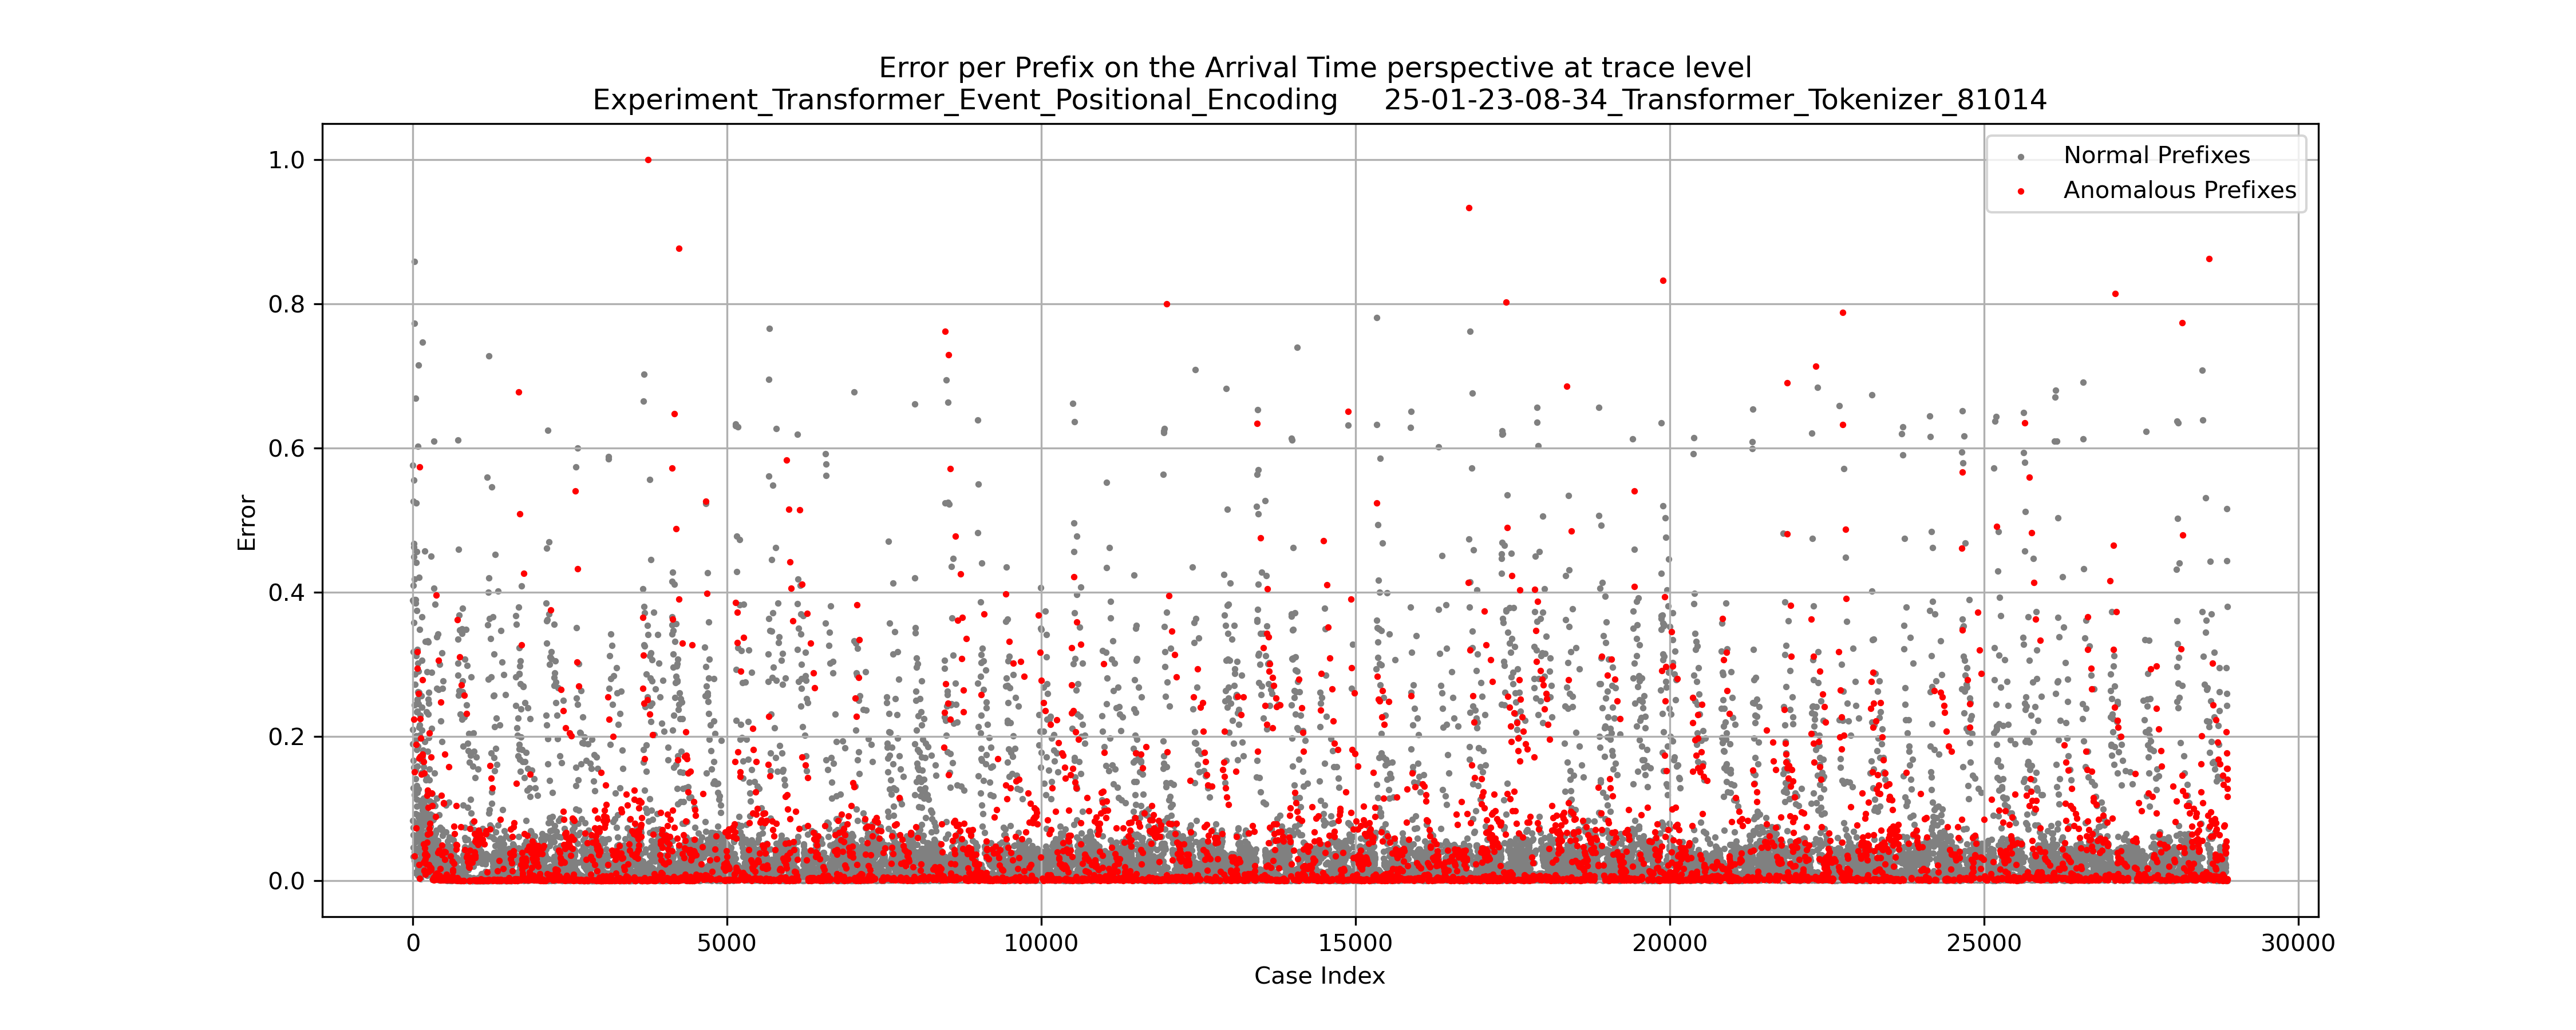 Error per Prefix on the Arrival Time perspective at trace level
Experiment_Transformer_Event_Positional_Encoding     25-01-23-08-34_Transformer_Tokenizer_81014
Normal Prefixes
Anomalous Prefixes
1.0
0.8
0.6
0.4
0.2
0.0
Error
0 5000 10000 15000 20000 25000 30000
Case Index